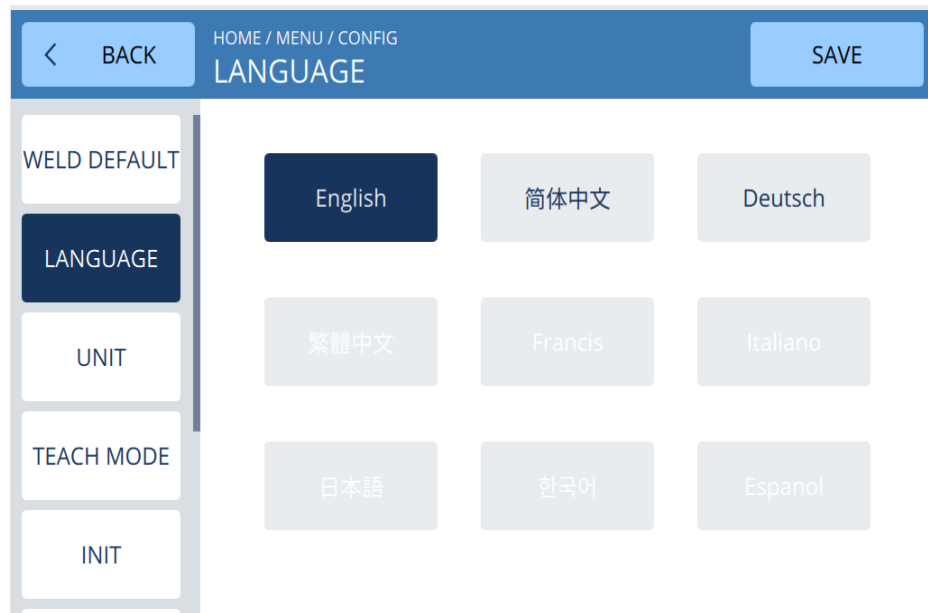 BACK
HOME / MENU / CONFIG
LANGUAGE
SAVE
WELD DEFAULT
LANGUAGE
UNIT
TEACH MODE
INIT
English
简体中文
Deutsch
繁體中文
Francis
Italiano
日本語
한국어
Espanol